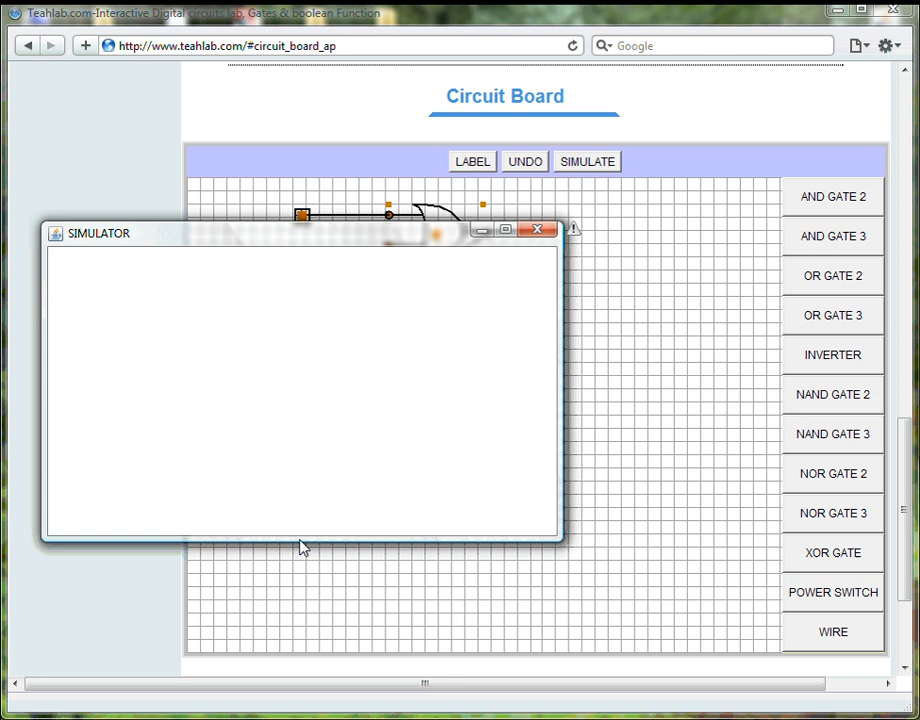 Teahlab.com-Interactive Digital circuits lab, Gates & boolean Function
http://www.teahlab.com/#circuit_board_ap
Google
Circuit Board
LABEL UNDO SIMULATE
SIMULATOR
AND GATE 2
AND GATE 3
OR GATE 2
OR GATE 3
INVERTER
NAND GATE 2
NAND GATE 3
NOR GATE 2
NOR GATE 3
XOR GATE
POWER SWITCH
WIRE